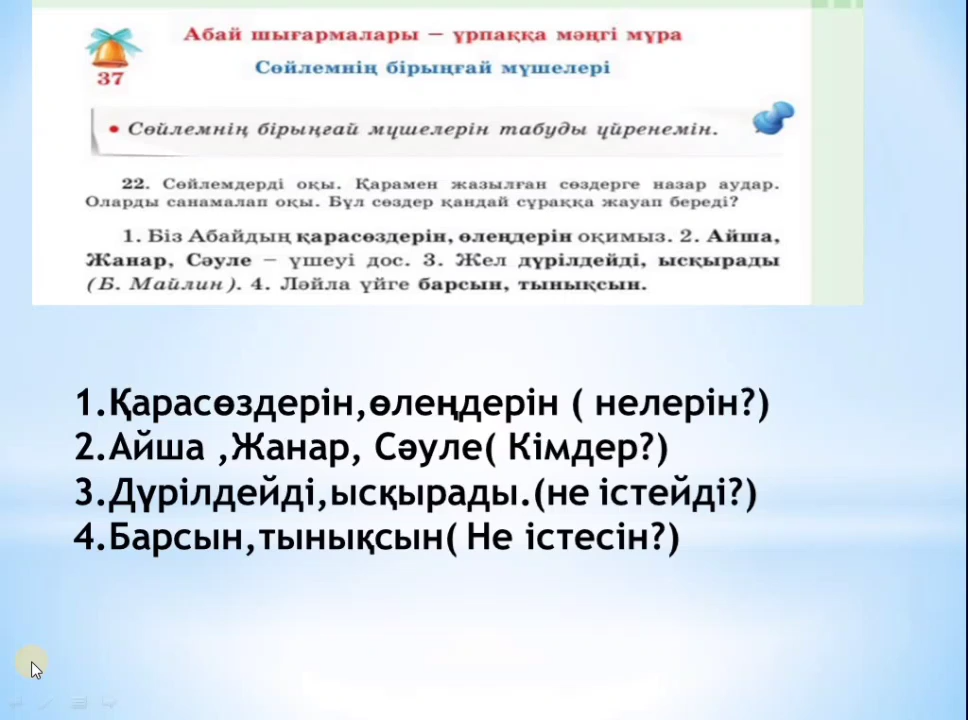 Абай шығармалары – ұрпаққа мәңгі мұра
37
Сөйлемнің бірыңғай мүшелері
• Сөйлемнің бірыңғай мүшелерін табуды үйренемін.
22. Сөйлемдерді оқы. Қарамен жазылған сөздерге назар аудар.
Оларды санамалап оқы. Бұл сөздер қандай сұраққа жауап береді?
1. Біз Абайдың қарасөздерін, өлеңдерін оқимыз. 2. Айша,
Жанар, Сәуле – үшеуі дос. 3. Жел дүрілдейді, ысқырады
(Б. Майлин). 4. Ләйла үйге барсын, тынықсын.
1.Қарасөздерін,өлеңдерін ( нелерін?)
2.Айша ,Жанар, Сәуле( Кімдер?)
3.Дүрілдейді,ысқырады.(не істейді?)
4.Барсын,тынықсын( Не істесін?)